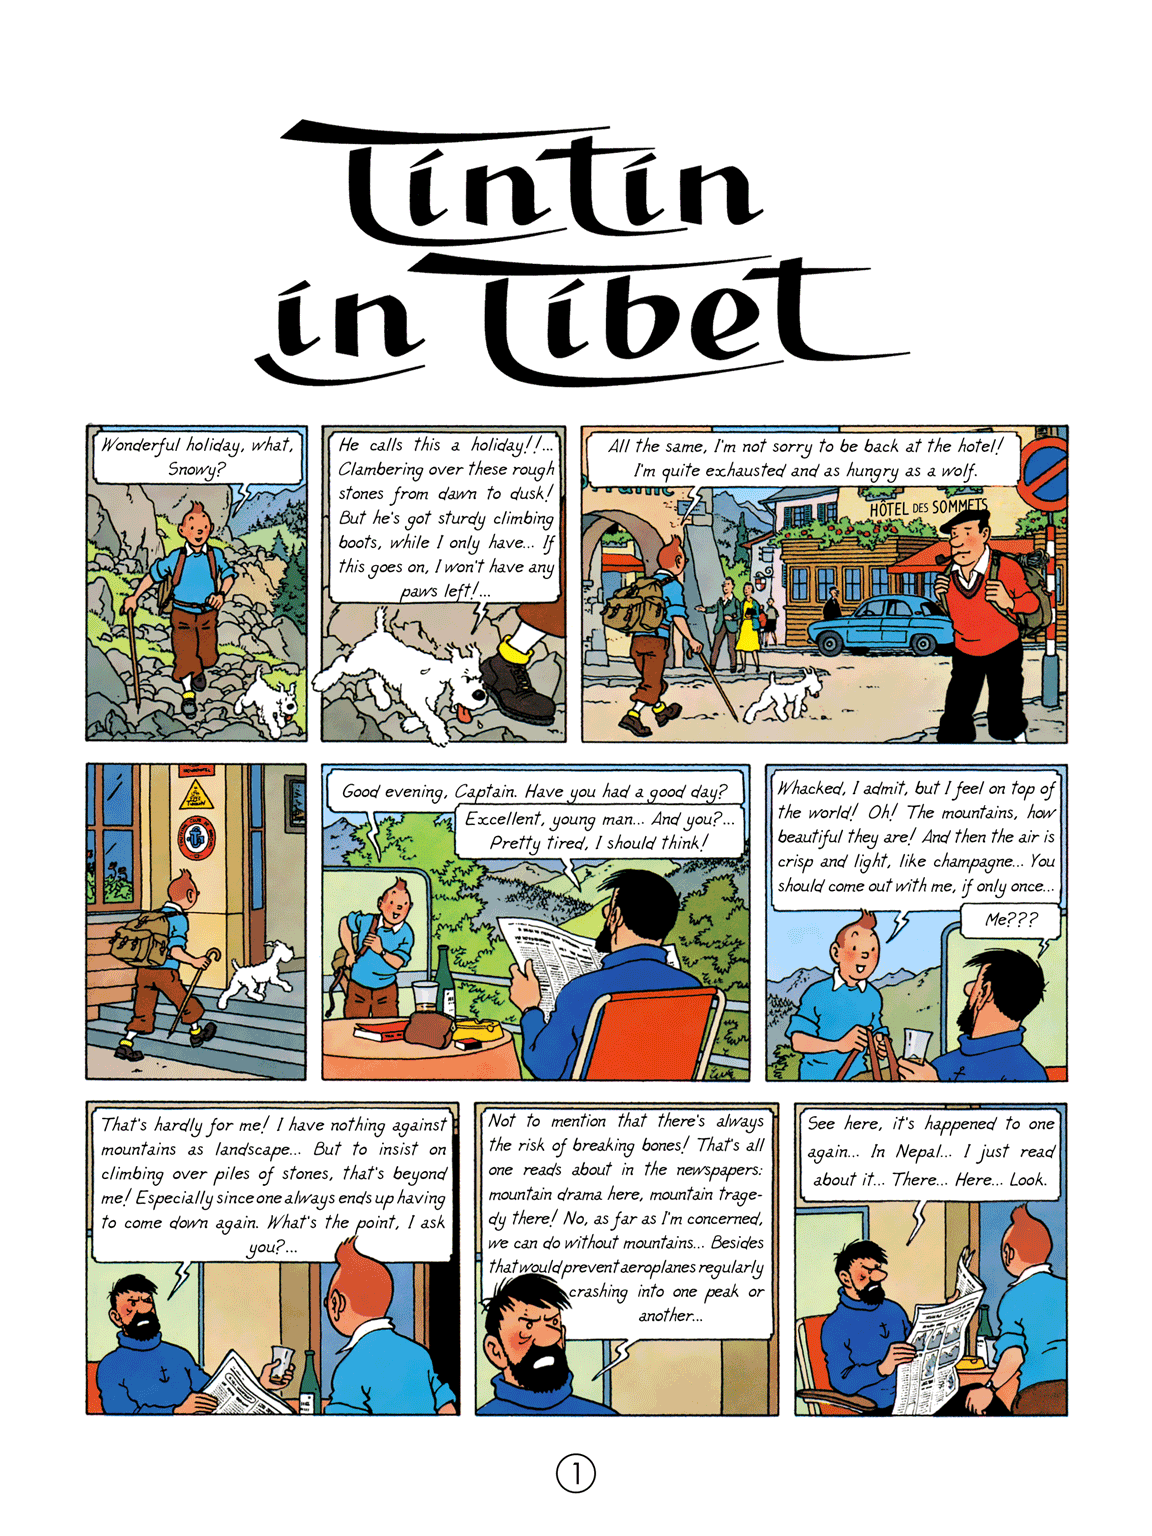 Tintin
in Tibet
Wonderful holiday, what,
Snowy?
He calls this a holiday!!...
Clambering over these rough
stones from dawn to dusk!
But he's got sturdy climbing
boots, while I only have... If
this goes on, I won't have any
paws left!...
All the same, I'm not sorry to be back at the hotel!
I'm quite exhausted and as hungry as a wolf.
HÔTEL DES SOMMETS
Good evening, Captain. Have you had a good day?
Excellent, young man... And you?...
Pretty tired, I should think!
Whacked, I admit, but I feel on top of
the world! Oh! The mountains, how
beautiful they are! And then the air is
crisp and light, like champagne... You
should come out with me, if only once...
Me???
That's hardly for me! I have nothing against
mountains as landscape... But to insist on
climbing over piles of stones, that's beyond
me! Especially since one always ends up having
to come down again. What's the point, I ask
you?...
Not to mention that there's always
the risk of breaking bones! That's all
one reads about in the newspapers:
mountain drama here, mountain trage-
dy there! No, as far as I'm concerned,
we can do without mountains... Besides
that would prevent aeroplanes regularly
crashing into one peak or
another...
See here, it's happened to one
again... In Nepal... I just read
about it... There... Here... Look.
1